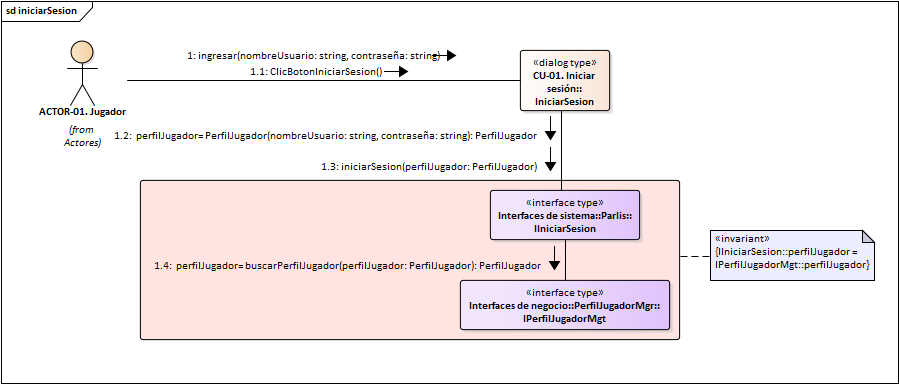 sd iniciarSesion
1: ingresar(nombreUsuario: string, contraseña: string)
1.1: ClicBotonIniciarSesion()
«dialog type»
CU-01. Iniciar
sesión::
IniciarSesion
ACTOR-01. Jugador
(from
Actores)
1.2: perfilJugador= PerfilJugador(nombreUsuario: string, contraseña: string): PerfilJugador
1.3: iniciarSesion(perfilJugador: PerfilJugador)
«interface type»
Interfaces de sistema::Parlis::
IIniciarSesion
«invariant»
{IIniciarSesion::perfilJugador =
IPerfilJugadorMgt::perfilJugador}
1.4: perfilJugador= buscarPerfilJugador(perfilJugador: PerfilJugador): PerfilJugador
«interface type»
Interfaces de negocio::PerfilJugadorMgr::
IPerfilJugadorMgt